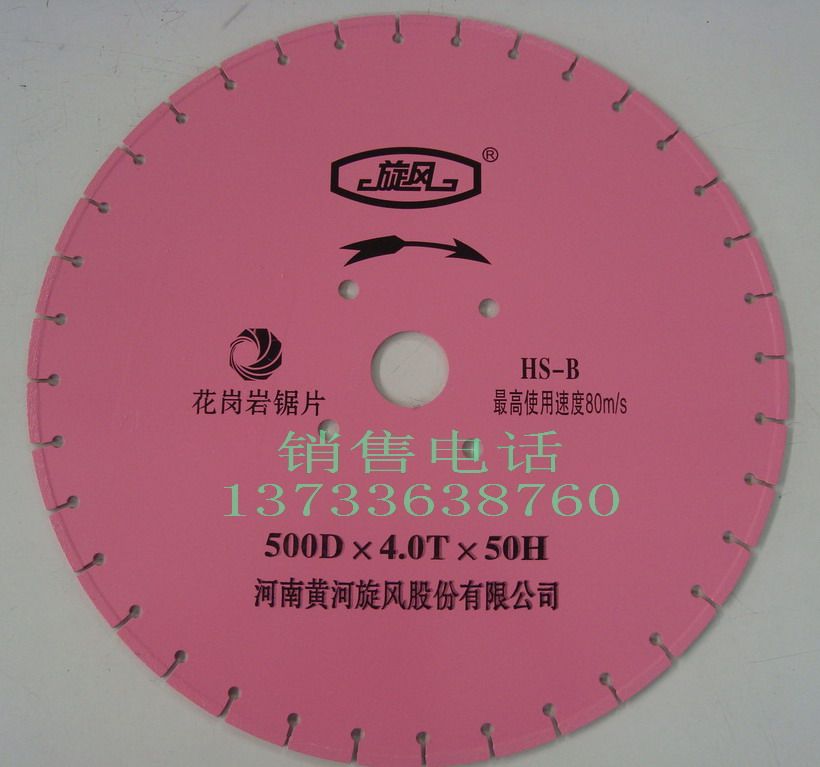 旋风®
花岗岩锯片
HS-B
最高使用速度80m/s
销售电话
13733638760
500D×4.0T×50H
河南黄河旋风股份有限公司